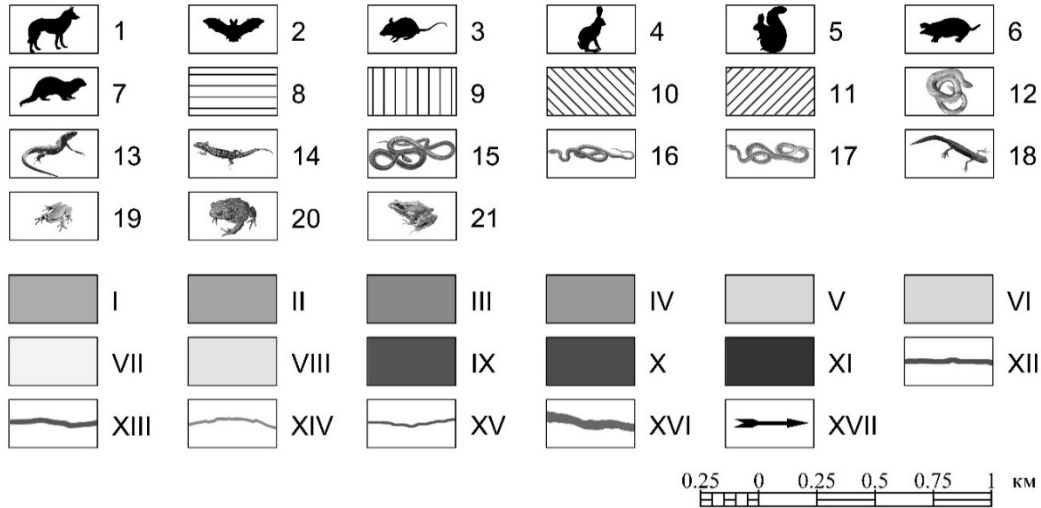 1 2 3 4 5 6
7 8 9 10 11 12
13 14 15 16 17 18
19 20 21
I II III IV V VI
VII VIII IX X XI XII
XIII XIV XV XVI XVII
0.25 0 0.25 0.5 0.75 1 км